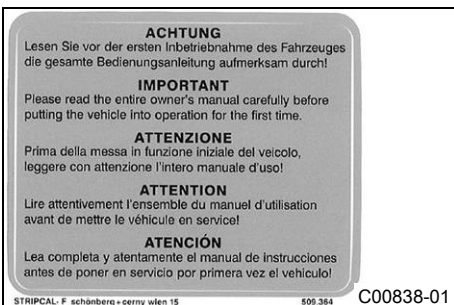 ACHTUNG
Lesen Sie vor der ersten Inbetriebnahme des Fahrzeuges
die gesamte Bedienungsanleitung aufmerksam durch!
IMPORTANT
Please read the entire owner's manual carefully before
putting the vehicle into operation for the first time.
ATTENZIONE
Prima della messa in funzione iniziale del veicolo,
leggere con attenzione l'intero manuale d'uso!
ATTENTION
Lire attentivement l'ensemble du manuel d'utilisation
avant de mettre le véhicule en service!
ATENCIÓN
Lea completa y atentamente el manual de instrucciones
antes de poner en servicio por primera vez el vehiculo!
STRIPCAL- F schönberg+cerny wien 15 509.364
C00838-01